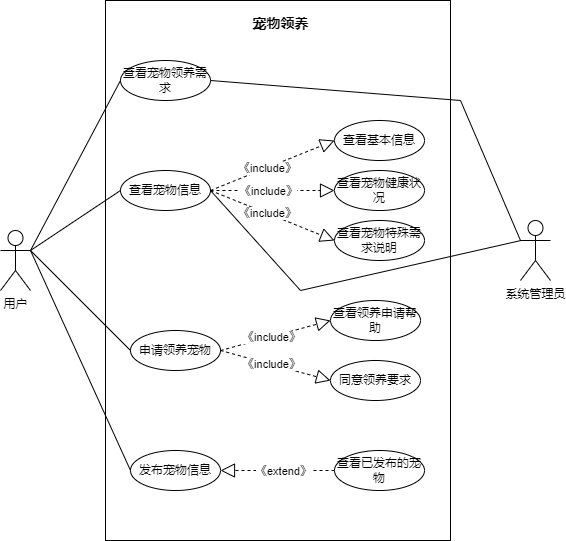 宠物领养
查看宠物领养需
求
查看基本信息
《include》
查看宠物信息
《include》
查看宠物健康状
况
《include》
查看宠物特殊需
求说明
用户
系统管理员
查看领养申请帮
助
《include》
申请领养宠物
《include》
同意领养要求
发布宠物信息
《extend》
查看已发布的宠
物